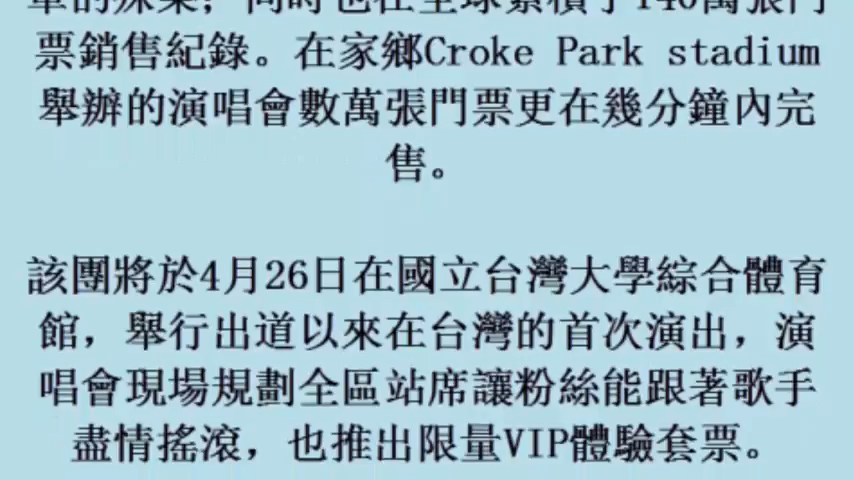 票銷售紀錄。在家鄉Croke Park stadium
舉辦的演唱會數萬張門票更在幾分鐘內完
售。
該團將於4月26日在國立台灣大學綜合體育
館，舉行出道以來在台灣的首次演出，演
唱會現場規劃全區站席讓粉絲能跟著歌手
盡情搖滾，也推出限量VIP體驗套票。